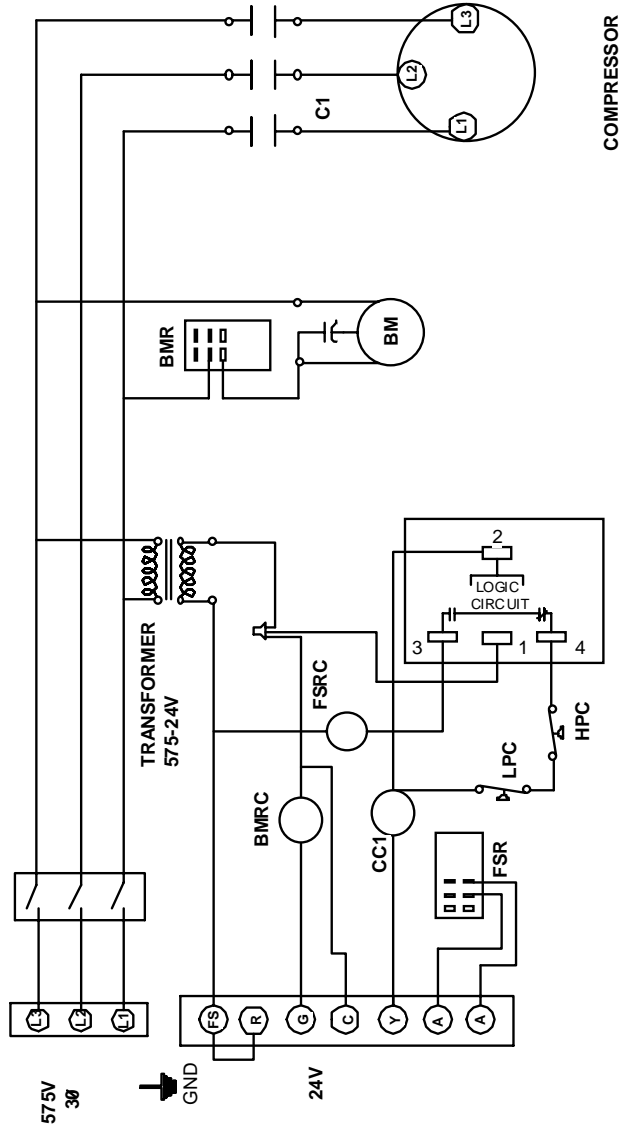 575V
3Ø
L3
L2
L1
GND
24V
FS
R
G
C
Y
A
A
TRANSFORMER
575-24V
BMRC
FSRC
CC1
LPC
HPC
FSR
3
2
LOGIC
CIRCUIT
1
4
BMR
BM
C1
L3
L2
L1
COMPRESSOR